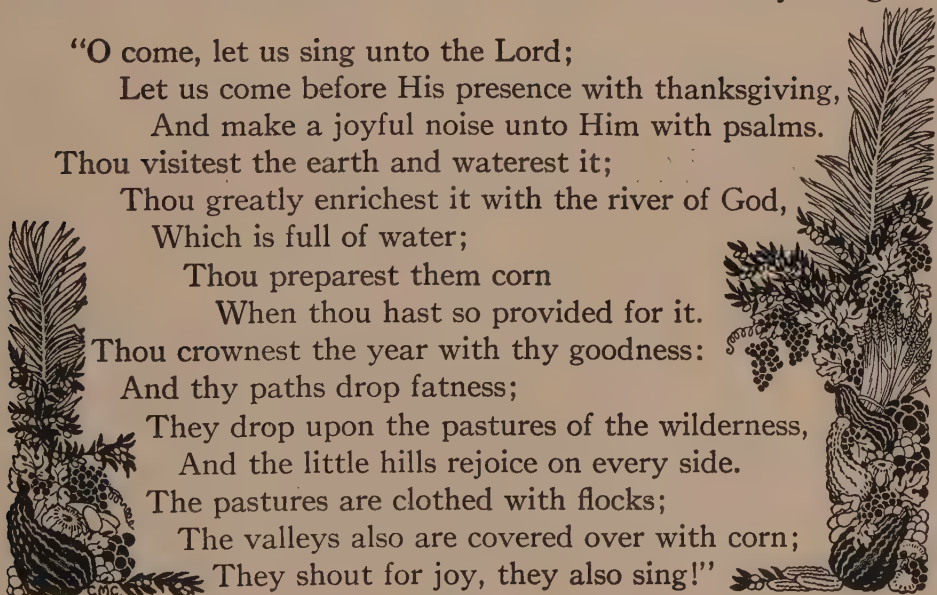 "O come, let us sing unto the Lord;
Let us come before His presence with thanksgiving,
And make a joyful noise unto Him with psalms.
Thou visitest the earth and waterest it;
Thou greatly enrichest it with the river of God,
Which is full of water;
Thou preparest them corn
When thou hast so provided for it.
Thou crownest the year with thy goodness:
And thy paths drop fatness;
They drop upon the pastures of the wilderness,
And the little hills rejoice on every side.
The pastures are clothed with flocks;
The valleys also are covered over with corn;
They shout for joy, they also sing!"
CMC